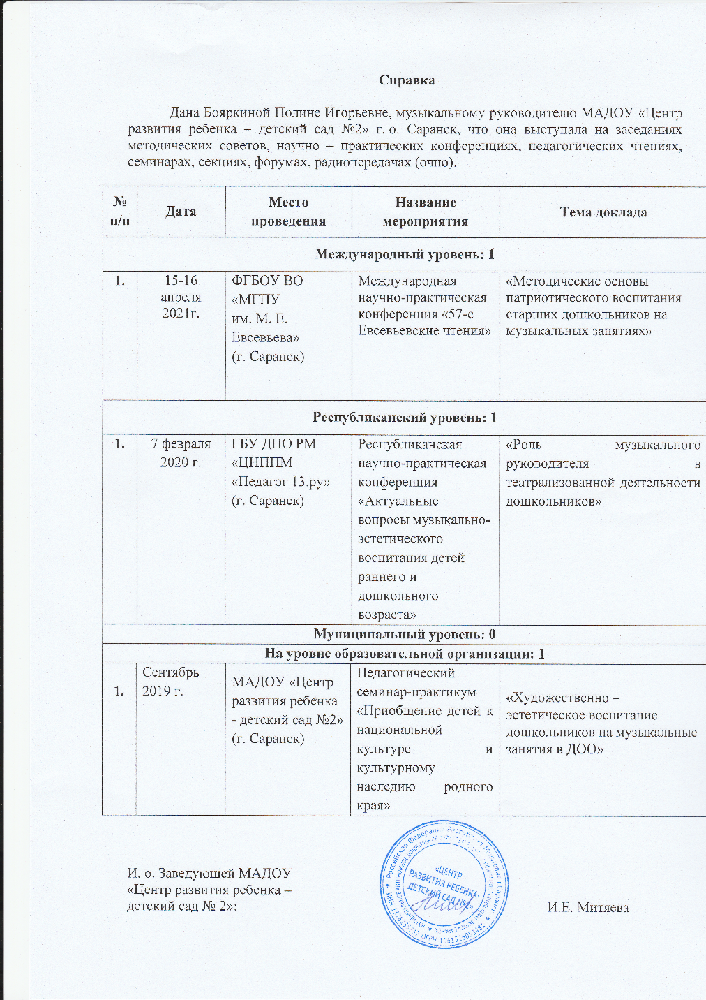 Справка
Дана Бояркиной Полине Игорьевне, музыкальному руководителю МАДОУ «Центр
развития ребенка – детский сад №2» г. о. Саранск, что она выступала на заседаниях
методических советов, научно – практических конференциях, педагогических чтениях,
семинарах, секциях, форумах, радиопередачах (очно).
№
п/п
Дата
Место
проведения
Название
мероприятия
Тема доклада
Международный уровень: 1
1.
15-16
апреля
2021г.
ФГБОУ ВО
«МГПУ
им. М. Е.
Евсевьева»
(г. Саранск)
Международная
научно-практическая
конференция «57-е
Евсевьевские чтения»
«Методические основы
патриотического воспитания
старших дошкольников на
музыкальных занятиях»
Республиканский уровень: 1
1.
7 февраля
2020 г.
ГБУ ДПО РМ
«ЦНППМ
«Педагог 13.ру»
(г. Саранск)
Республиканская
научно-практическая
конференция
«Актуальные
вопросы музыкально-
эстетического
воспитания детей
раннего и
дошкольного
возраста»
«Роль музыкального
руководителя в
театрализованной деятельности
дошкольников»
Муниципальный уровень: 0
На уровне образовательной организации: 1
1.
Сентябрь
2019 г.
МАДОУ «Центр
развития ребенка
- детский сад №2»
(г. Саранск)
Педагогический
семинар-практикум
«Приобщение детей к
национальной
культуре и
культурному
наследию родного
края»
«Художественно –
эстетическое воспитание
дошкольников на музыкальные
занятия в ДОО»
И. о. Заведующей МАДОУ
«Центр развития ребенка –
детский сад № 2»:
И.Е. Митяева
«ЦЕНТР
РАЗВИТИЯ РЕБЕНКА-
ДЕТСКИЙ САД №2»
Российская Федерация Республика Мордовия г. Саранск